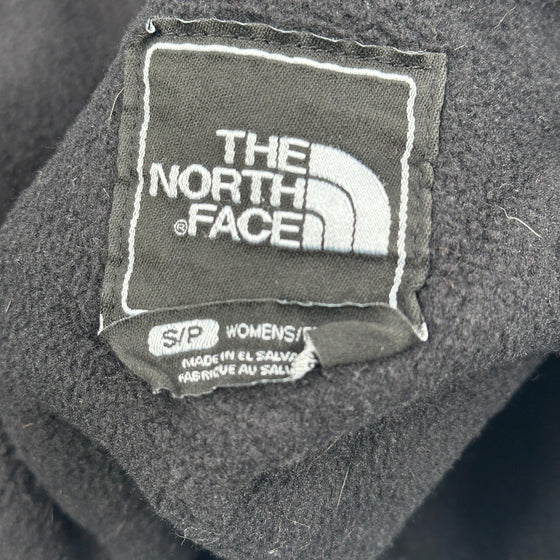 THE
NORTH
®FACE
S/P WOMENS/F
MADE IN EL SALVA
FABRIQUE AU SALV